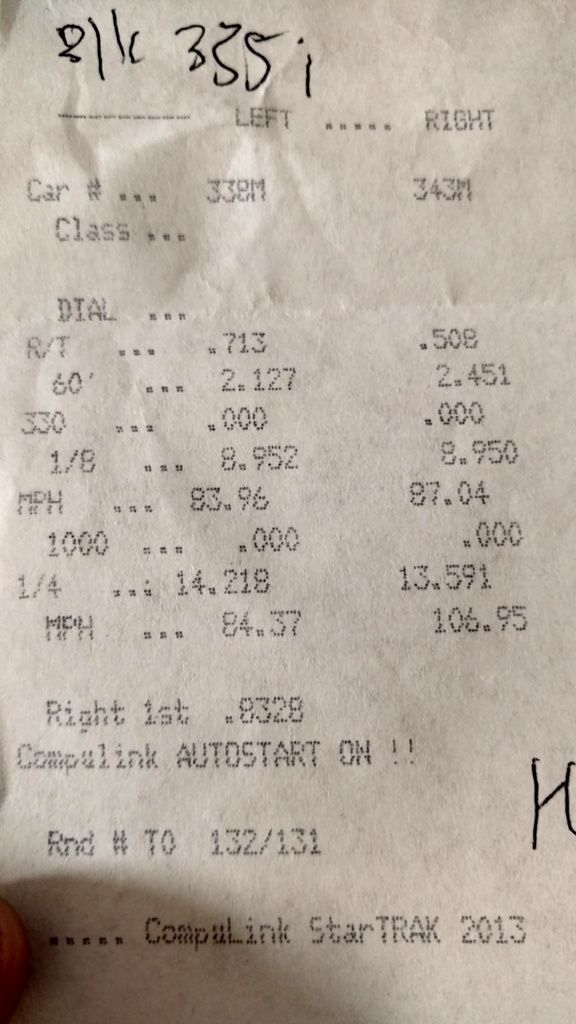 Blk 335i
---------- LEFT ..... RIGHT
Car # ... 338M 343M
Class ...
DIAL ...
R/T ... .713 .508
60' ... 2.127 2.451
330 ... .000 .000
1/8 ... 8.952 8.950
MPH ... 83.96 87.04
1000 ... .000 .000
1/4 ... 14.218 13.591
MPH ... 84.37 106.95
Right 1st .8328
Compulink AUTOSTART ON !!
Rnd # TO 132/131
..... CompuLink StarTRAK 2013